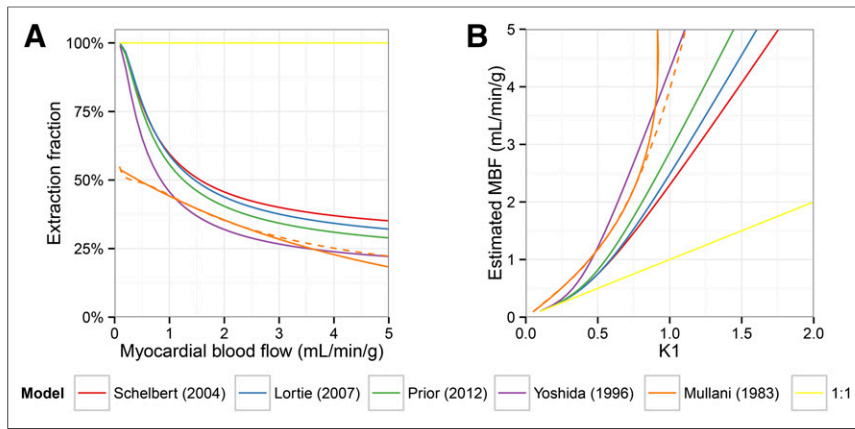 A
B
Extraction fraction
100%
75%
50%
25%
0%
0 1 2 3 4 5
Myocardial blood flow (mL/min/g)
Estimated MBF (mL/min/g)
5
4
3
2
1
0
0.0 0.5 1.0 1.5 2.0
K1
Model Schelbert (2004) Lortie (2007) Prior (2012) Yoshida (1996) Mullani (1983) 1:1